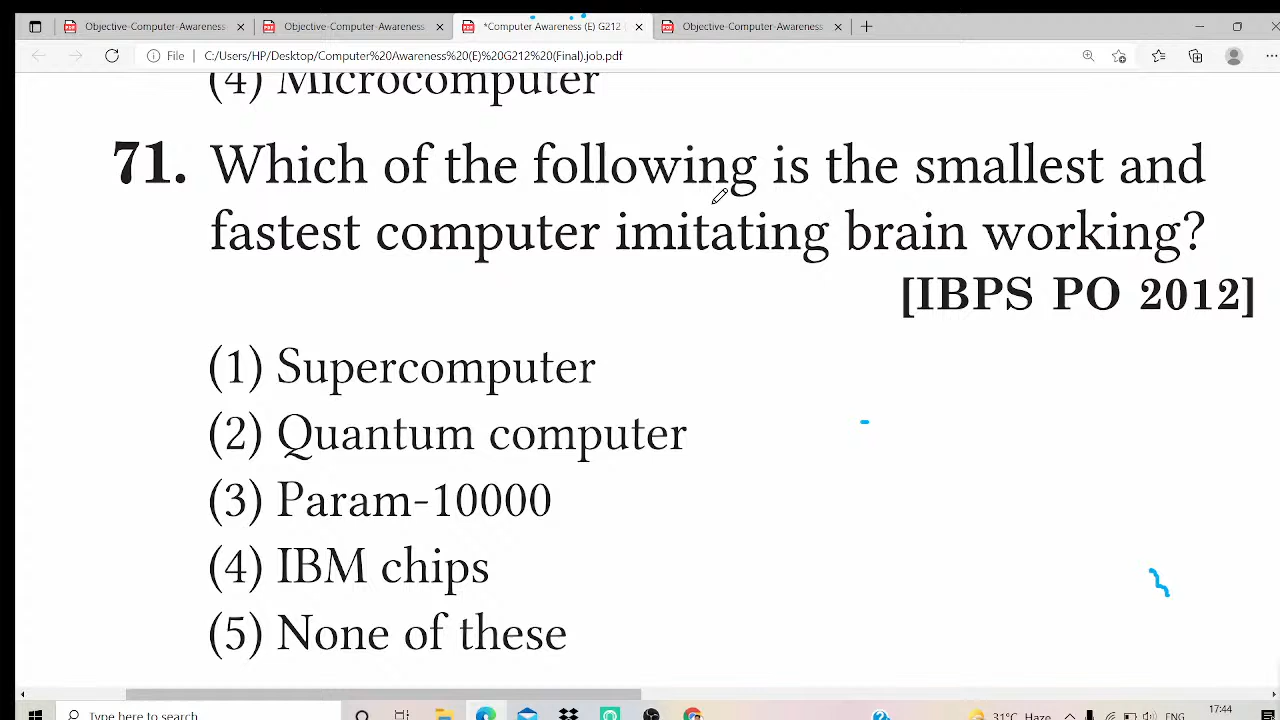 Objective-Computer-Awareness
Objective-Computer-Awareness
*Computer Awareness (E) G212
Objective-Computer-Awareness
File
C:/Users/HP/Desktop/Computer%20Awareness%20(E)%20G212%20(Final).job.pdf
(4) Microcomputer
71. Which of the following is the smallest and
fastest computer imitating brain working?
[IBPS PO 2012]
(1) Supercomputer
(2) Quantum computer
(3) Param-10000
(4) IBM chips
(5) None of these
Type here to search
31°C Haze
17:44